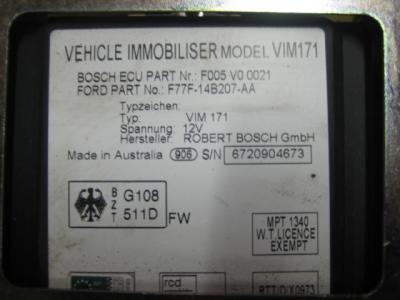 VEHICLE IMMOBILISER MODEL VIM171
BOSCH ECU PART Nr.: F005 V0 0021
FORD PART No.: F77F-14B207-AA
Typzeichen:
Typ: VIM 171
Spannung: 12V
Hersteller: ROBERT BOSCH GmbH
Made in Australia 906 S/N 6720904673
BZT G108
511D FW
MPT 1340
W.T. LICENCE
EXEMPT
rcd